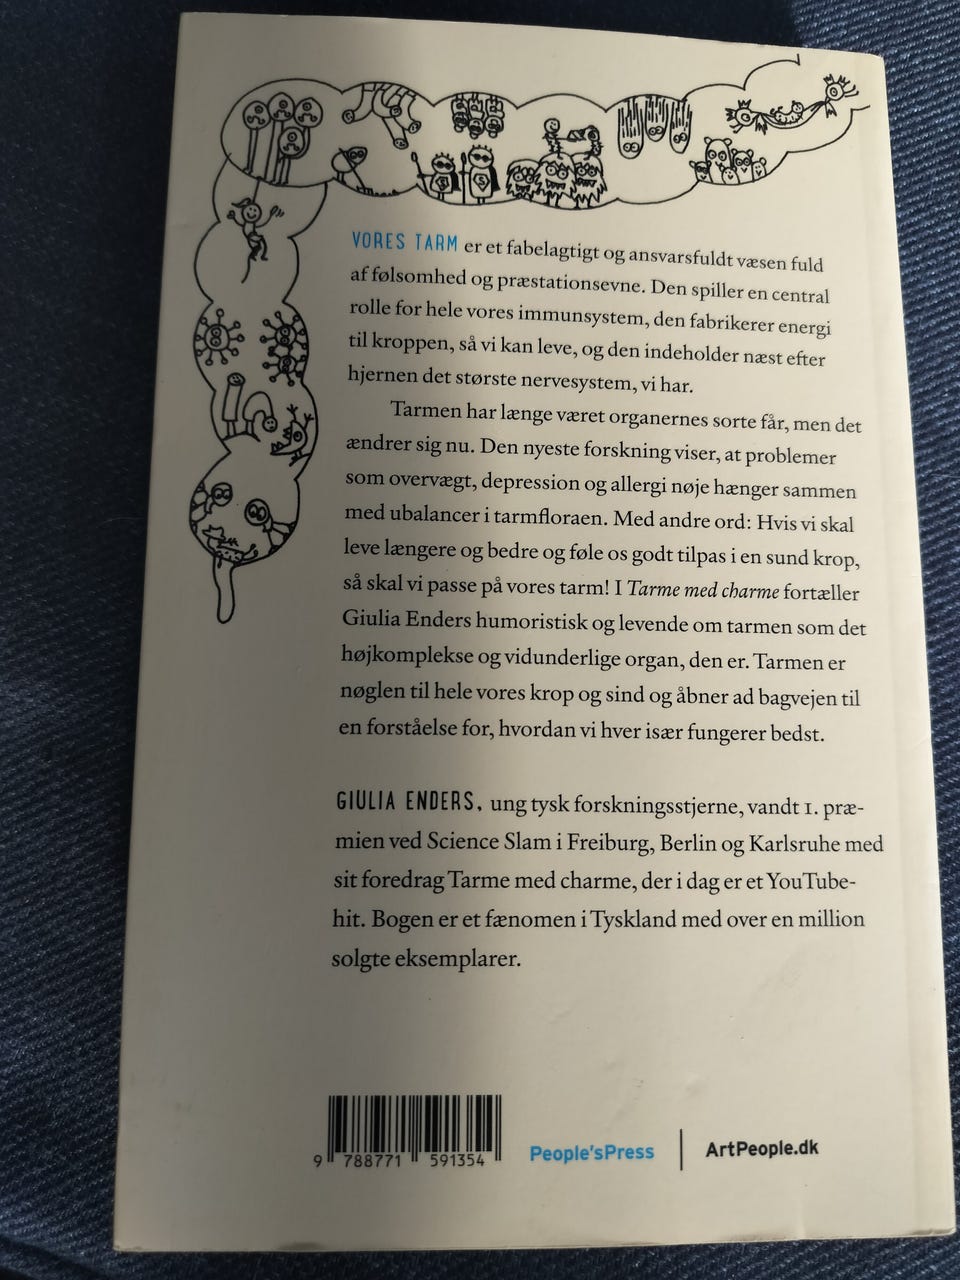 VORES TARM er et fabelagtigt og ansvarsfuldt væsen fuld
af følsomhed og præstationsevne. Den spiller en central
rolle for hele vores immunsystem, den fabrikerer energi
til kroppen, så vi kan leve, og den indeholder næst efter
hjernen det største nervesystem, vi har.
Tarmen har længe været organernes sorte får, men det
ændrer sig nu. Den nyeste forskning viser, at problemer
som overvægt, depression og allergi nøje hænger sammen
med ubalancer i tarmfloraen. Med andre ord: Hvis vi skal
leve længere og bedre og føle os godt tilpas i en sund krop,
så skal vi passe på vores tarm! I Tarme med charme fortæller
Giulia Enders humoristisk og levende om tarmen som det
højkomplekse og vidunderlige organ, den er. Tarmen er
nøglen til hele vores krop og sind og åbner ad bagvejen til
en forståelse for, hvordan vi hver især fungerer bedst.
GIULIA ENDERS, ung tysk forskningsstjerne, vandt 1. præ-
mien ved Science Slam i Freiburg, Berlin og Karlsruhe med
sit foredrag Tarme med charme, der i dag er et YouTube-
hit. Bogen er et fænomen i Tyskland med over en million
solgte eksemplarer.
9 788771 591354
People'sPress | ArtPeople.dk